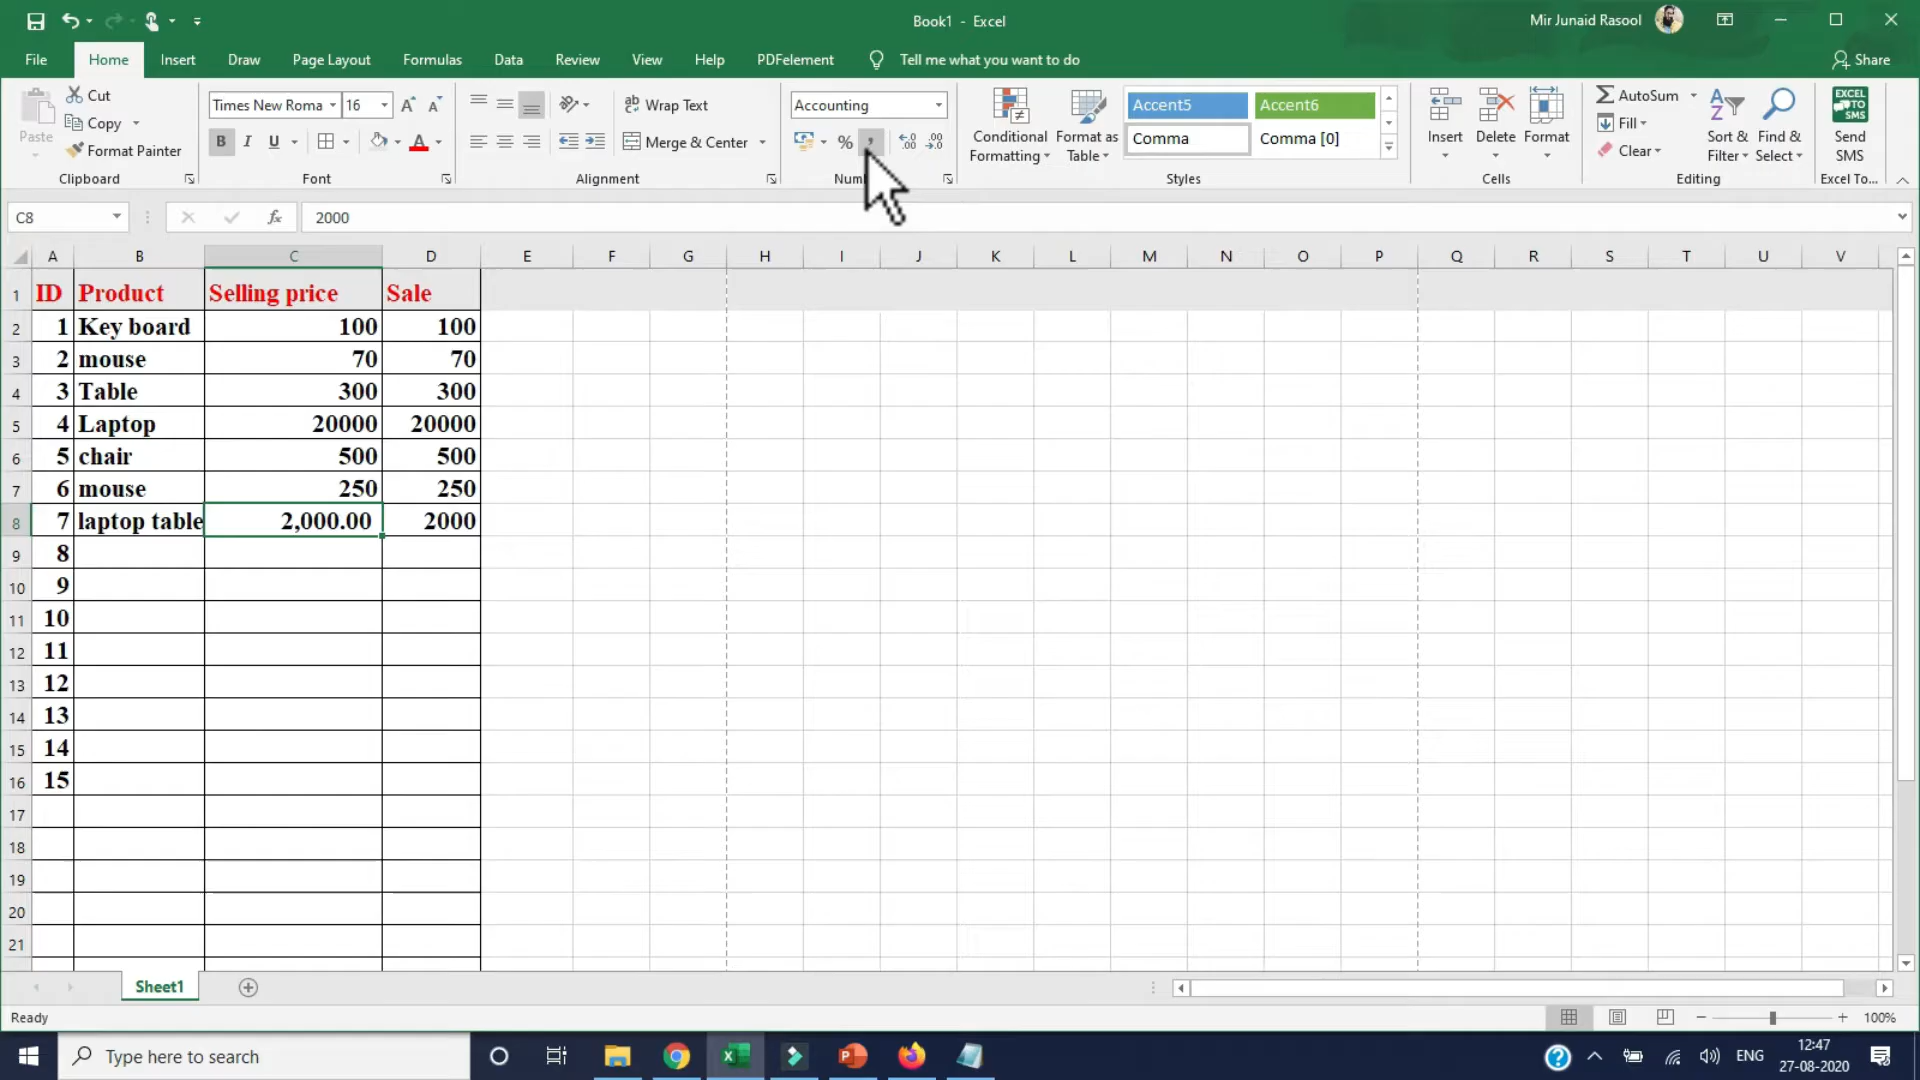 Book1 - Excel
Mir Junaid Rasool
File Home Insert Draw Page Layout Formulas Data Review View Help PDFelement Tell me what you want to do Share
Paste
Cut
Copy
Format Painter
Clipboard
Times New Roma 16
B I U
Font
Wrap Text
Merge & Center
Alignment
Accounting
%
Conditional Formatting
Format as Table
Accent5 Accent6
Comma Comma [0]
Styles
Insert Delete Format
Cells
AutoSum
Fill
Clear
Sort & Filter
Find & Select
Editing
EXCEL TO SMS
Send SMS
Excel To...
C8 fx 2000
A B C D E F G H I J K L M N O P Q R S T U V
1 ID Product Selling price Sale
2 1 Key board 100 100
3 2 mouse 70 70
4 3 Table 300 300
5 4 Laptop 20000 20000
6 5 chair 500 500
7 6 mouse 250 250
8 7 laptop table 2,000.00 2000
9 8
10 9
11 10
12 11
13 12
14 13
15 14
16 15
17
18
19
20
21
Sheet1
Ready 100%
Type here to search
ENG
12:47
27-08-2020